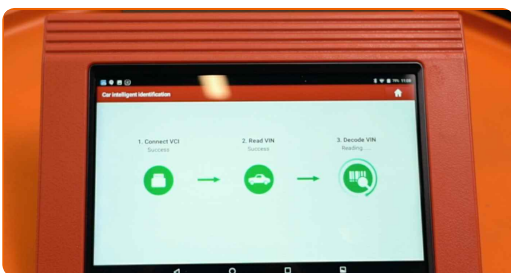 Car Intelligent Identification
1. Connect VCI
Success
2. Read VIN
Success
3. Decode VIN
Reading....